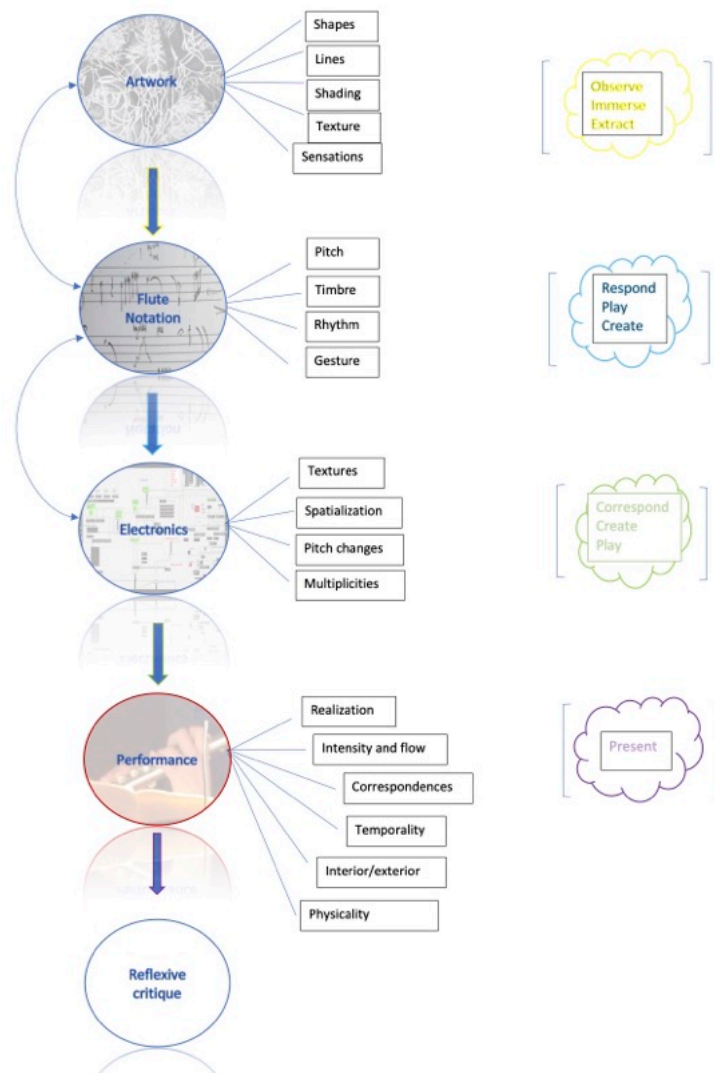 Artwork
Shapes
Lines
Shading
Texture
Sensations
Observe
Immerse
Extract
Flute
Notation
Pitch
Timbre
Rhythm
Gesture
Respond
Play
Create
Electronics
Textures
Spatialization
Pitch changes
Multiplicities
Correspond
Create
Play
Performance
Realization
Intensity and flow
Correspondences
Temporality
Interior/exterior
Physicality
Present
Reflexive
critique